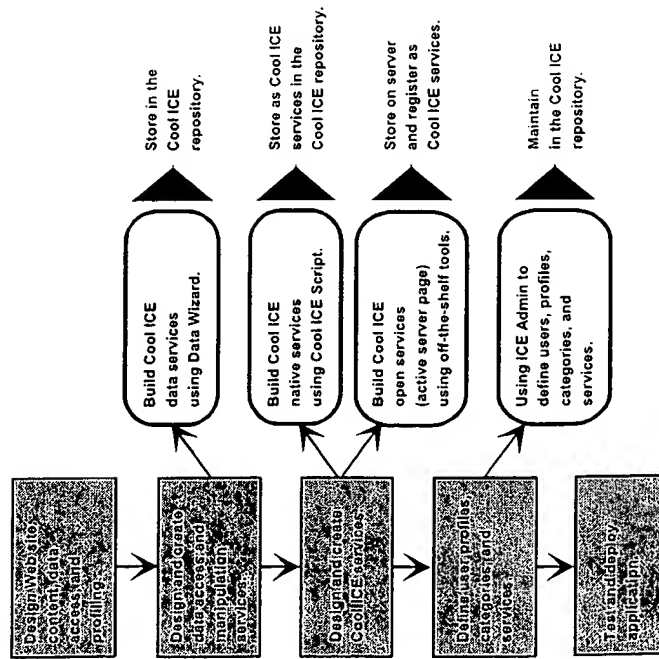 Design Web site,
content, data
access and
profiling.
Design and create
data access and
manipulation
services.
Build Cool ICE
data services
using Data Wizard.
Store in the
Cool ICE
repository.
Design and create
Cool ICE services.
Build Cool ICE
native services
using Cool ICE Script.
Store as Cool ICE
services in the
Cool ICE repository.
Build Cool ICE
open services
(active server page)
using off-the-shelf tools.
Store on server
and register as
Cool ICE services.
Define user, profiles,
categories and
services.
Using ICE Admin to
define users, profiles,
categories, and
services.
Maintain
in the Cool ICE
repository.
Test and deploy
application.